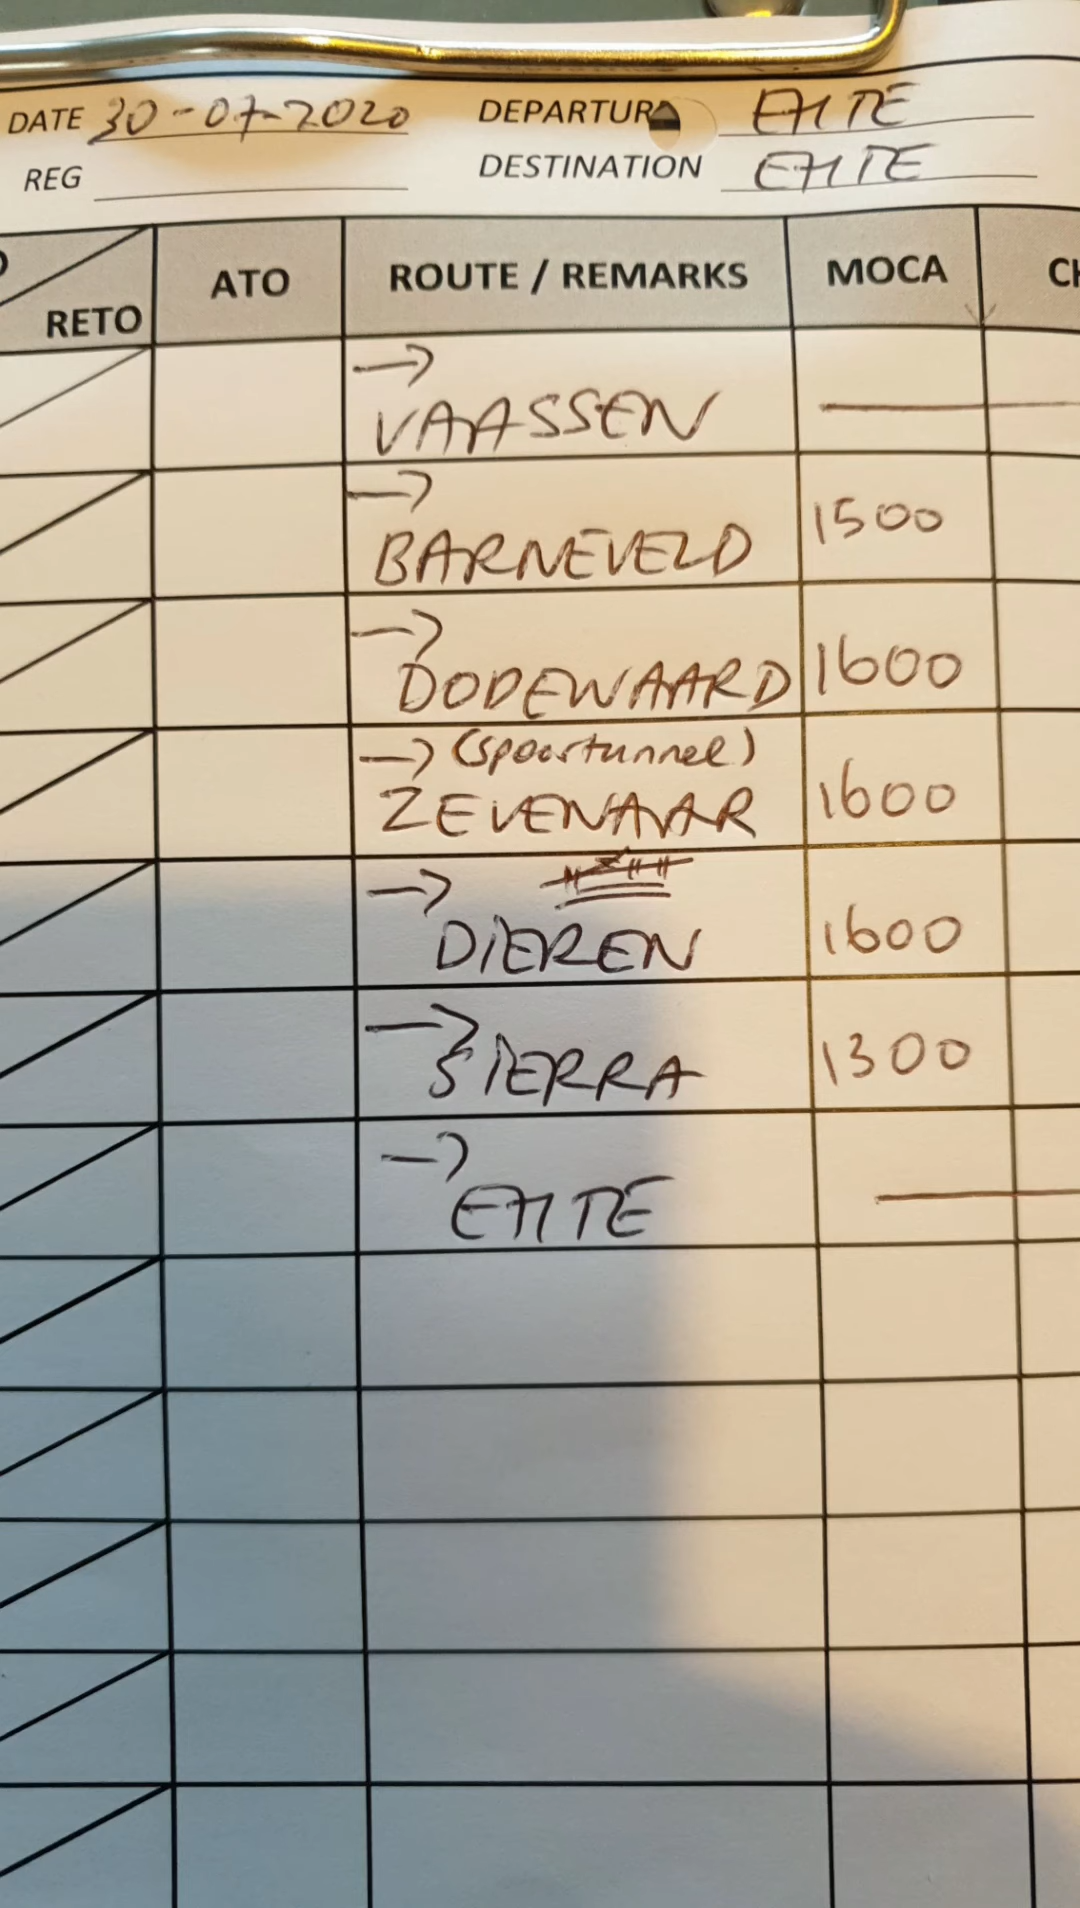 DATE 30-07-2020 DEPARTURE EHTE
REG DESTINATION EHTE
RETO ATO ROUTE / REMARKS MOCA
→
VAASSEN
→
BARNEVELD 1500
→
DODEWAARD 1600
→ (spoortunnel)
ZEVENAAR 1600
→
DIEREN 1600
→
SIERRA 1300
→
EHTE